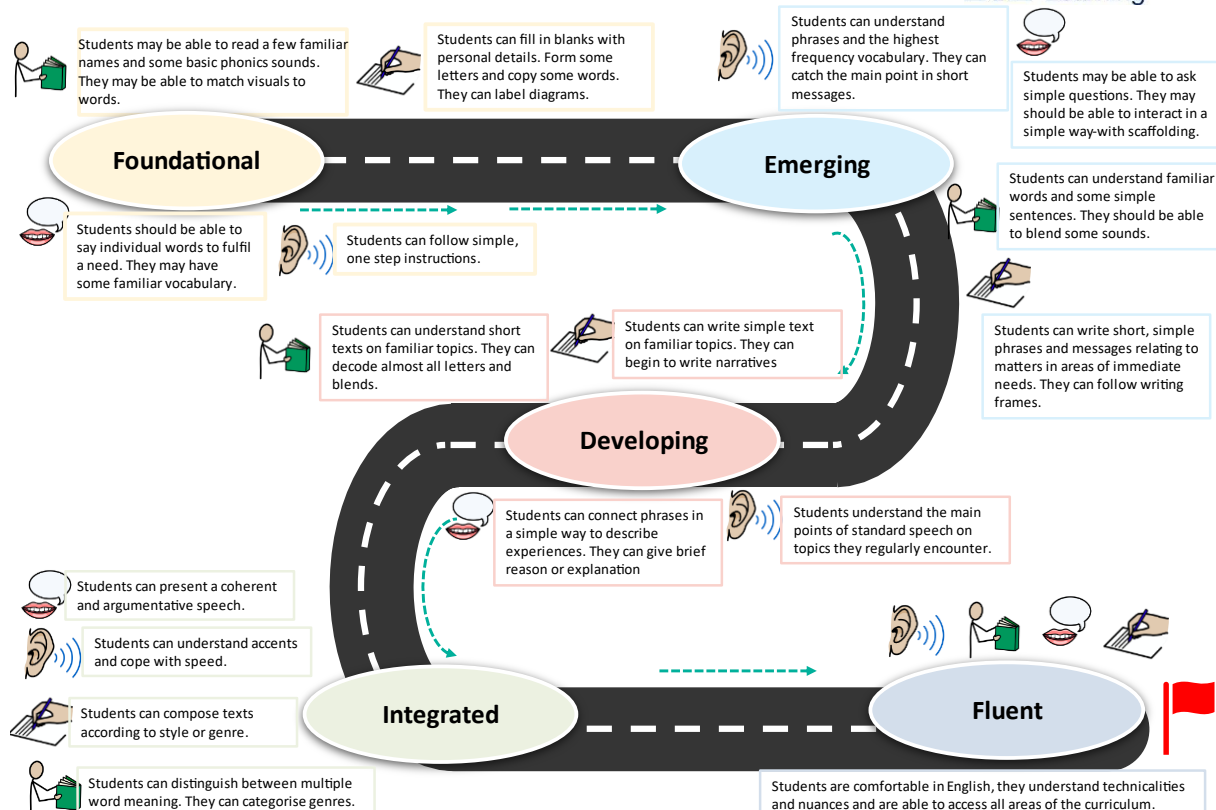 Students may be able to read a few familiar
names and some basic phonics sounds.
They may be able to match visuals to
words.
Students can fill in blanks with
personal details. Form some
letters and copy some words.
They can label diagrams.
Students can understand
phrases and the highest
frequency vocabulary. They can
catch the main point in short
messages.
Students may be able to ask
simple questions. They may
should be able to interact in a
simple way-with scaffolding.
Foundational
Emerging
Students should be able to
say individual words to fulfil
a need. They may have
some familiar vocabulary.
Students can follow simple,
one step instructions.
Students can understand familiar
words and some simple
sentences. They should be able
to blend some sounds.
Students can understand short
texts on familiar topics. They can
decode almost all letters and
blends.
Students can write simple text
on familiar topics. They can
begin to write narratives
Students can write short, simple
phrases and messages relating to
matters in areas of immediate
needs. They can follow writing
frames.
Developing
Students can connect phrases in
a simple way to describe
experiences. They can give brief
reason or explanation
Students understand the main
points of standard speech on
topics they regularly encounter.
Students can present a coherent
and argumentative speech.
Students can understand accents
and cope with speed.
Students can compose texts
according to style or genre.
Students can distinguish between multiple
word meaning. They can categorise genres.
Integrated
Fluent
Students are comfortable in English, they understand technicalities
and nuances and are able to access all areas of the curriculum.